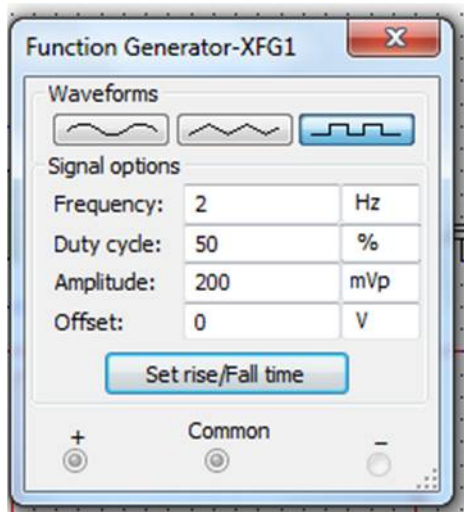 Function Generator-XFG1
Waveforms
Signal options
Frequency: 2 Hz
Duty cycle: 50 %
Amplitude: 200 mVp
Offset: 0 V
Set rise/Fall time
+ Common -